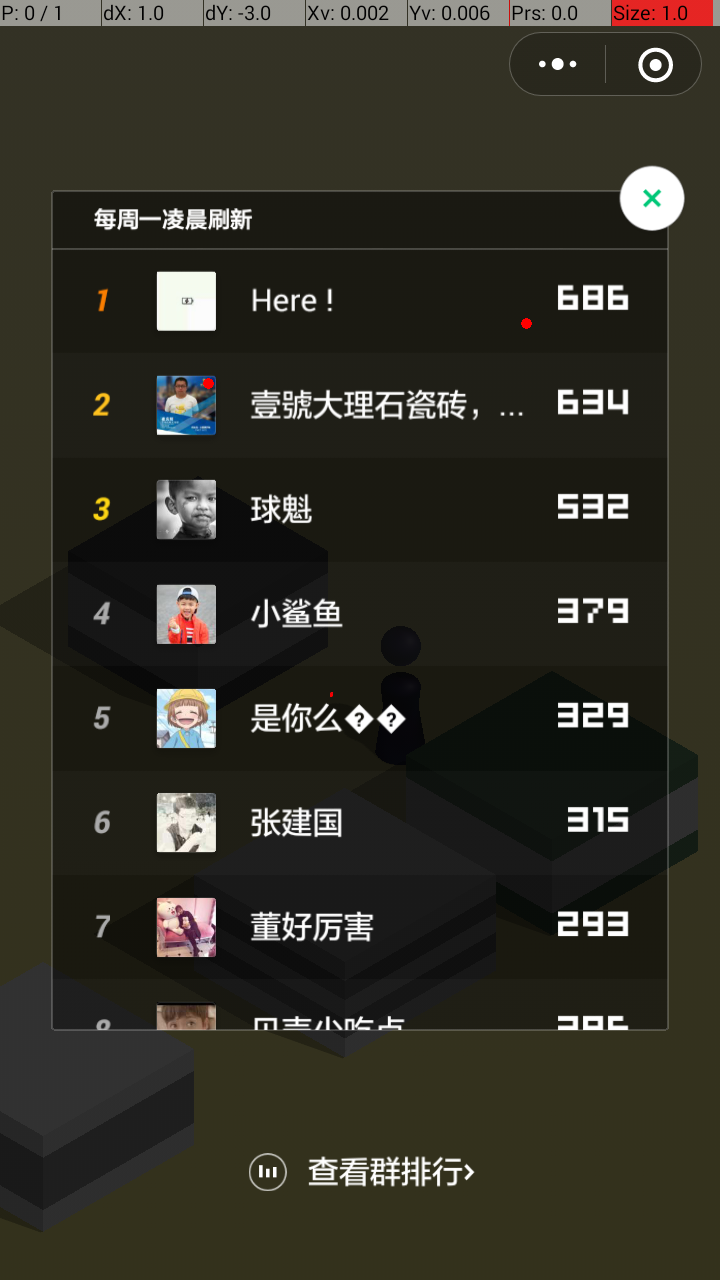 P: 0 / 1 dX: 1.0 dY: -3.0 Xv: 0.002 Yv: 0.006 Prs: 0.0 Size: 1.0
每周一凌晨刷新
1 Here ! 686
2 壹號大理石瓷砖，... 634
3 球魁 532
4 小鲨鱼 379
5 是你么�� 329
6 张建国 315
7 董好厉害 293
查看群排行›